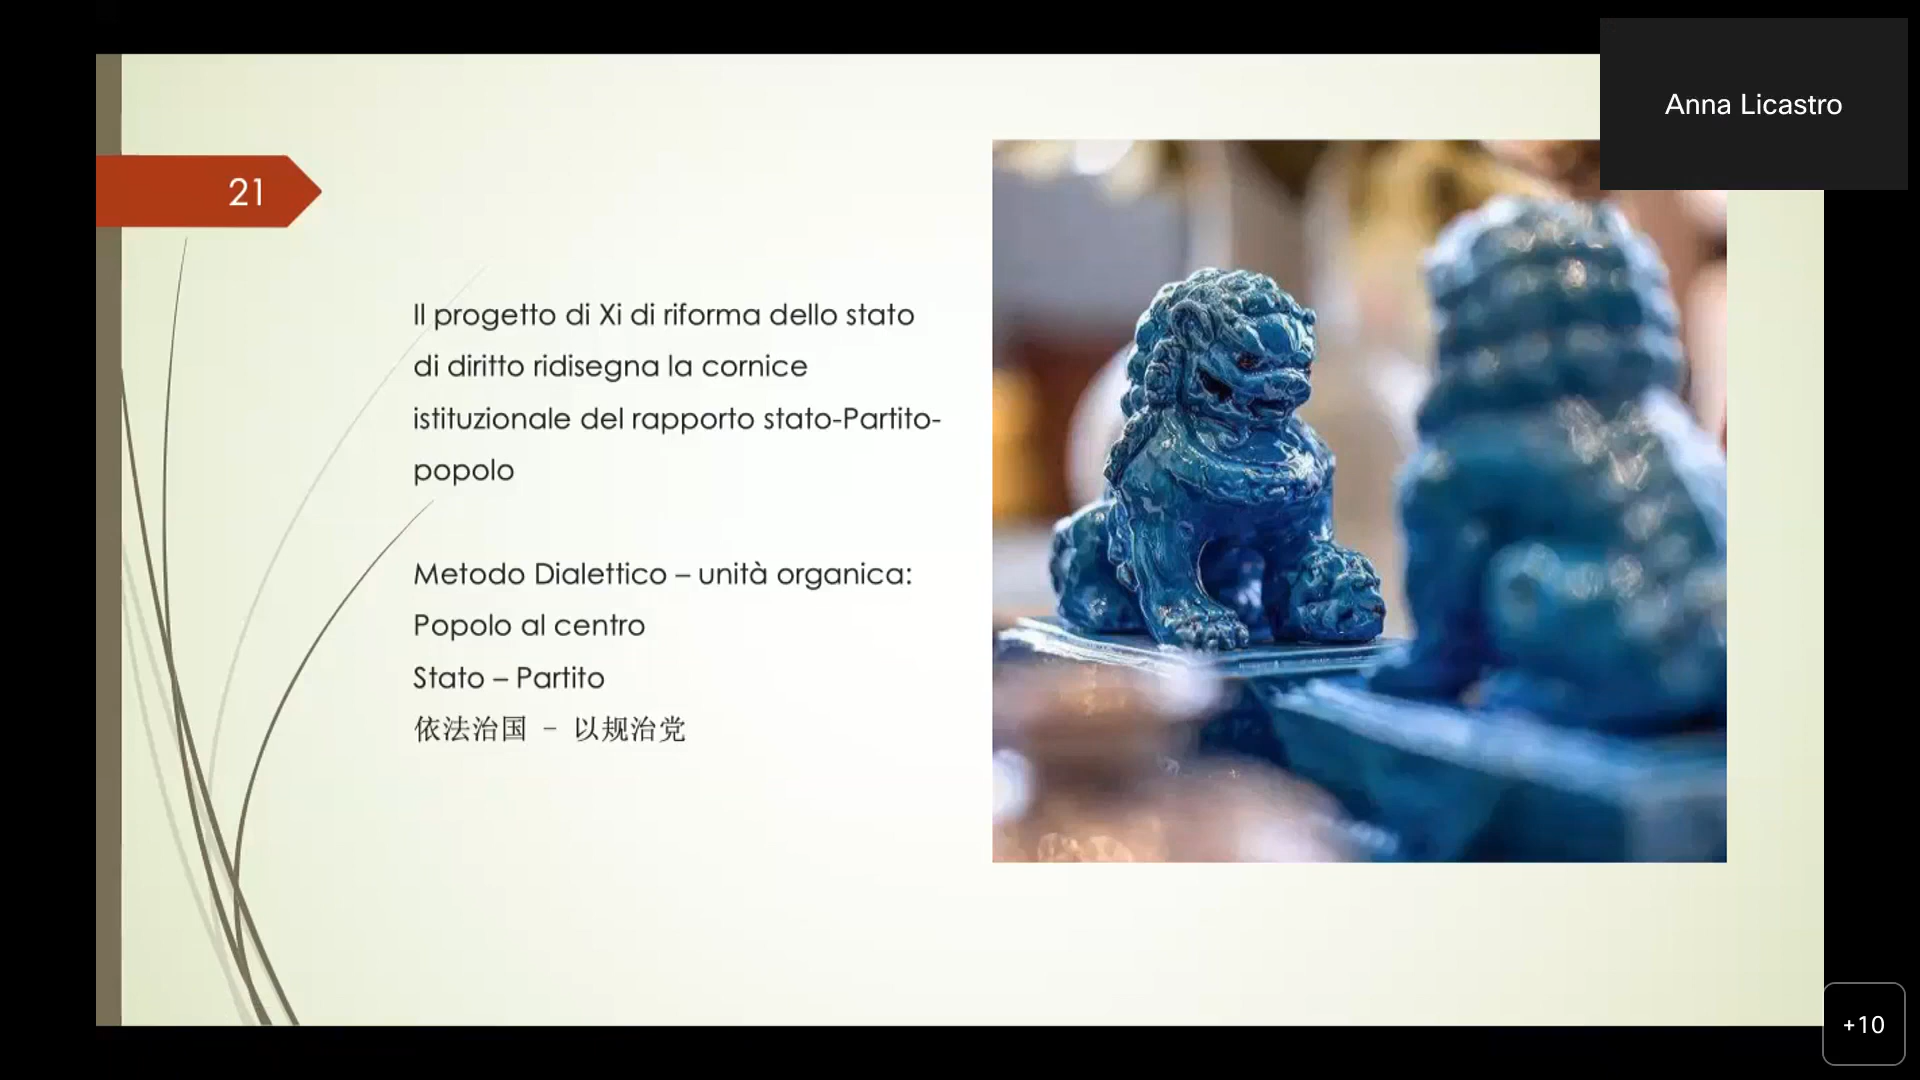 Anna Licastro
21
Il progetto di Xi di riforma dello stato
di diritto ridisegna la cornice
istituzionale del rapporto stato-Partito-
popolo
Metodo Dialettico – unità organica:
Popolo al centro
Stato – Partito
依法治国 – 以规治党
+10